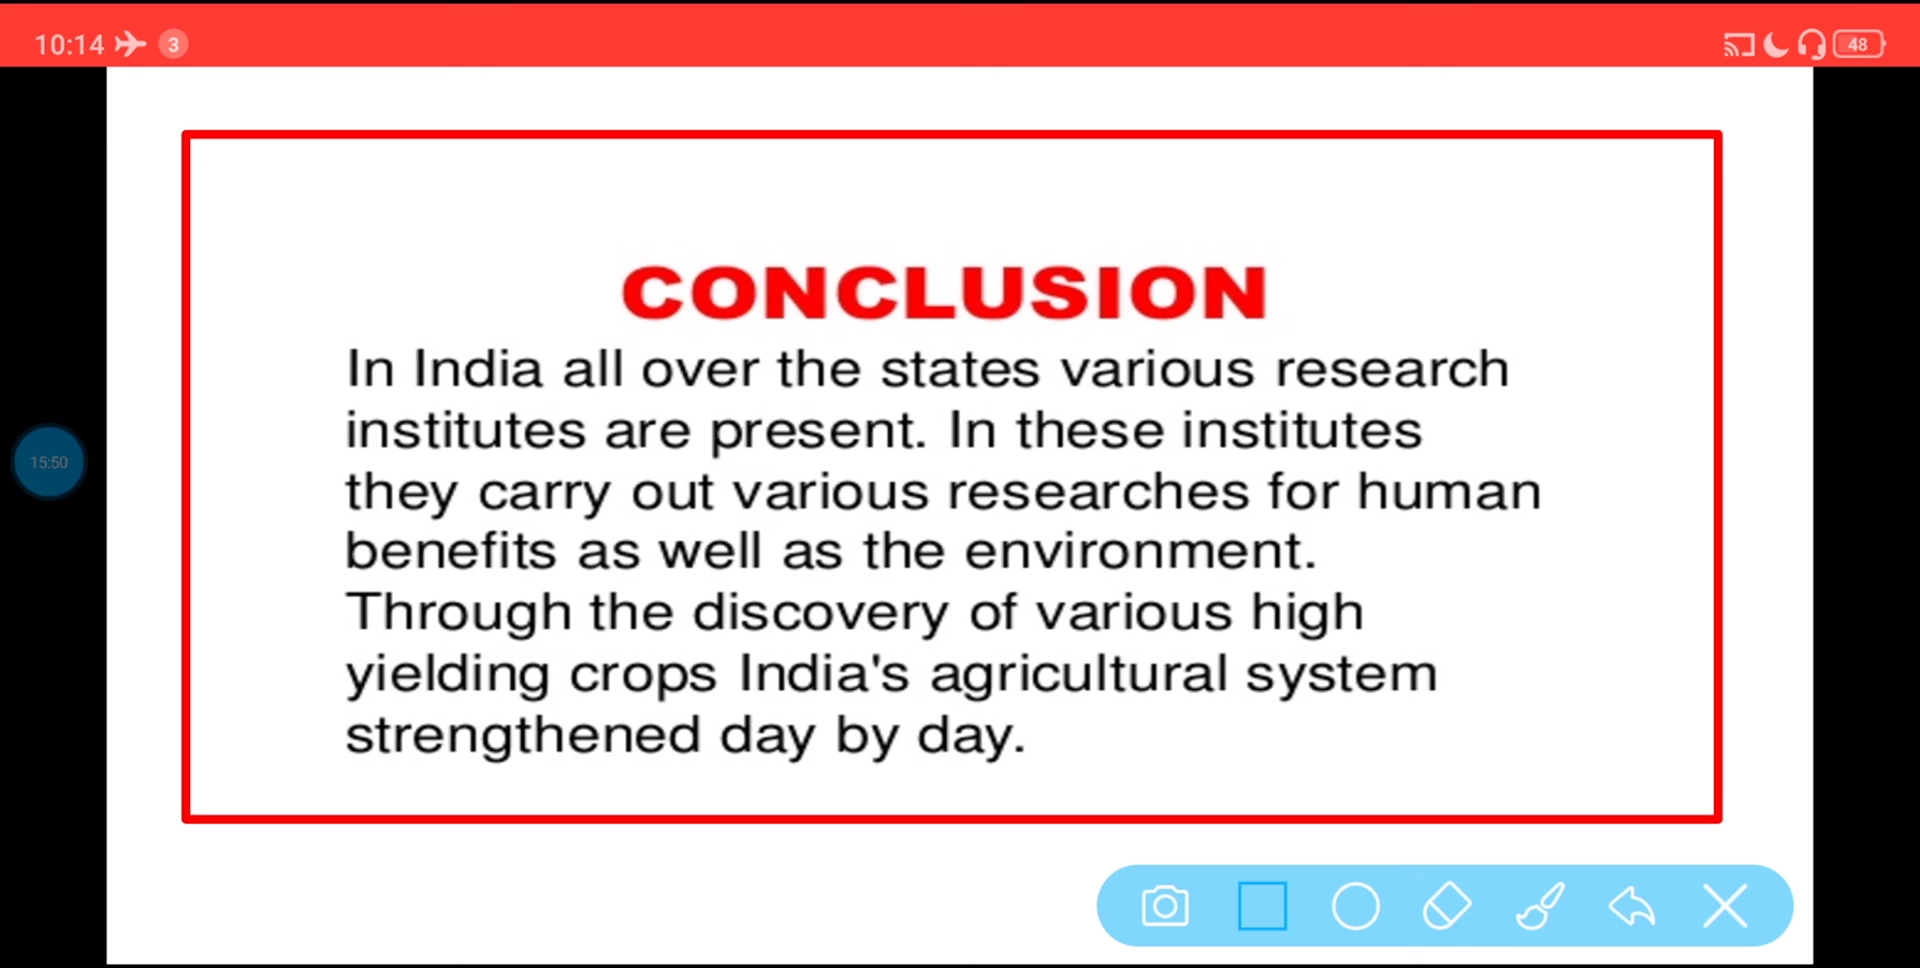 10:14 3 48
CONCLUSION
In India all over the states various research
institutes are present. In these institutes
they carry out various researches for human
15:50
benefits as well as the environment.
Through the discovery of various high
yielding crops India's agricultural system
strengthened day by day.